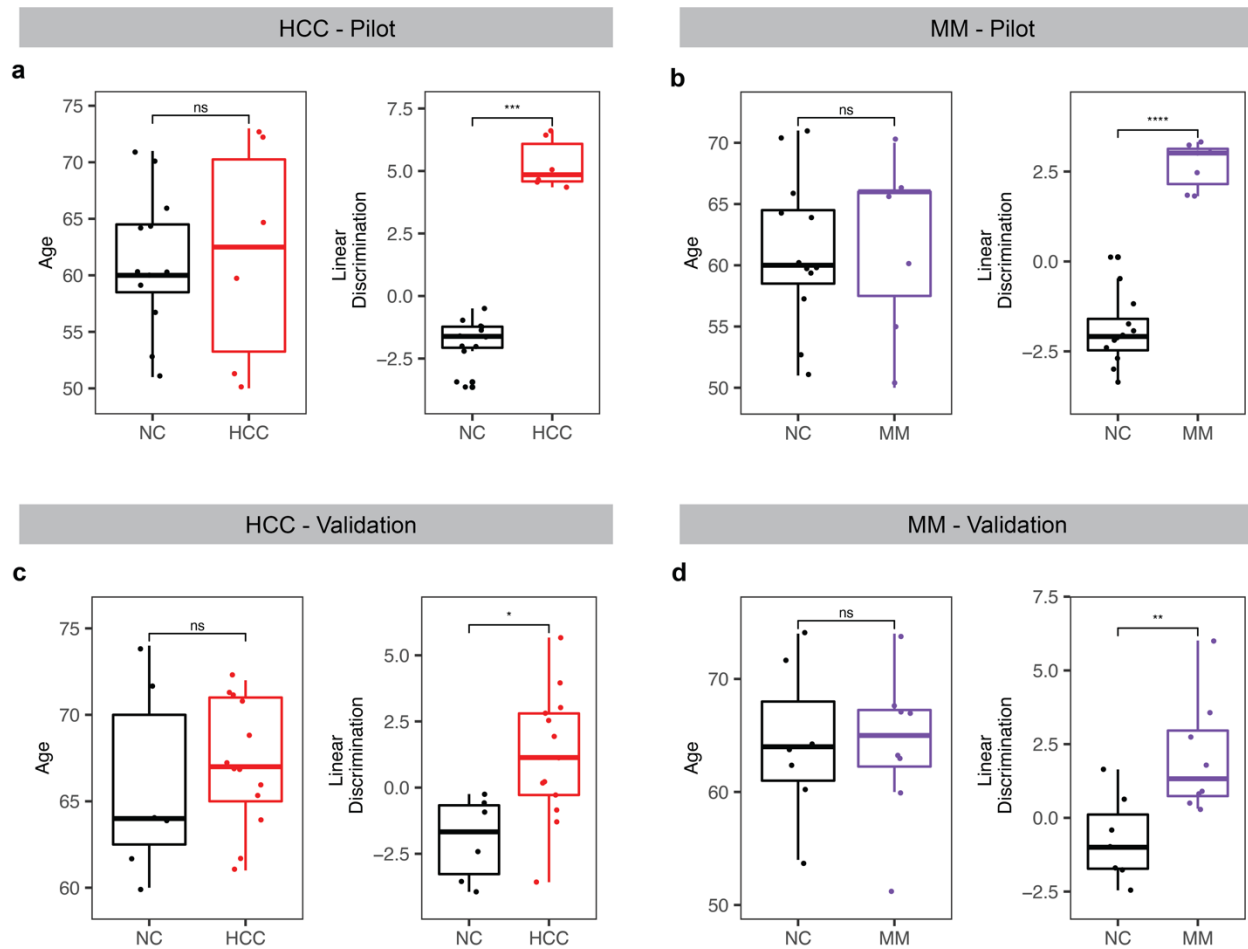 HCC - Pilot
MM - Pilot
a
ns
75
70
65
60
55
50
Age
NC HCC
***
7.5
5.0
2.5
0.0
−2.5
Linear
Discrimination
NC HCC
b
ns
70
65
60
55
50
Age
NC MM
****
2.5
0.0
−2.5
Linear
Discrimination
NC MM
HCC - Validation
MM - Validation
c
ns
75
70
65
60
Age
NC HCC
*
5.0
2.5
0.0
−2.5
Linear
Discrimination
NC HCC
d
ns
70
60
50
Age
NC MM
**
7.5
5.0
2.5
0.0
−2.5
Linear
Discrimination
NC MM